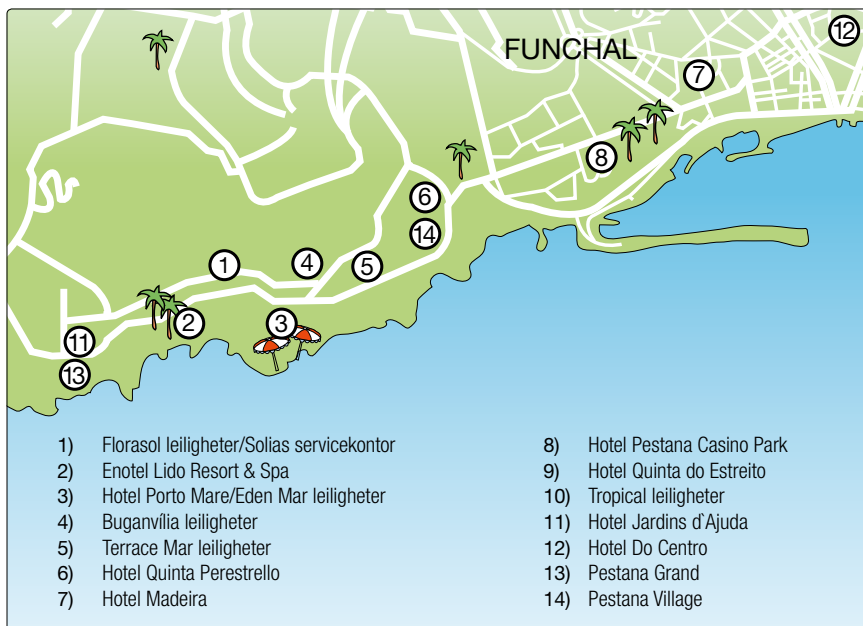 12
FUNCHAL
7
8
6
14
1
4
5
2
3
11
13
1) Florasol leiligheter/Solias servicekontor
2) Enotel Lido Resort & Spa
3) Hotel Porto Mare/Eden Mar leiligheter
4) Buganvília leiligheter
5) Terrace Mar leiligheter
6) Hotel Quinta Perestrello
7) Hotel Madeira
8) Hotel Pestana Casino Park
9) Hotel Quinta do Estreito
10) Tropical leiligheter
11) Hotel Jardins d`Ajuda
12) Hotel Do Centro
13) Pestana Grand
14) Pestana Village